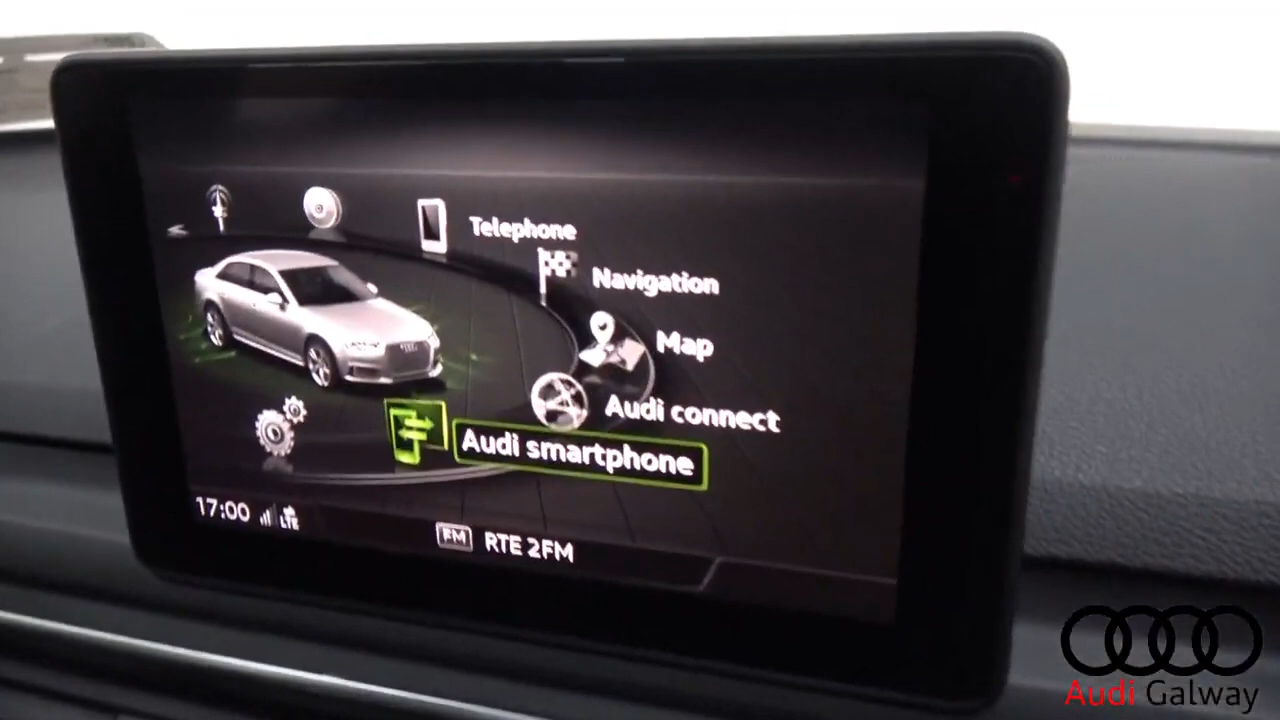 Telephone
Navigation
Map
Audi connect
Audi smartphone
17:00 LTE
FM RTE 2FM
Audi Galway